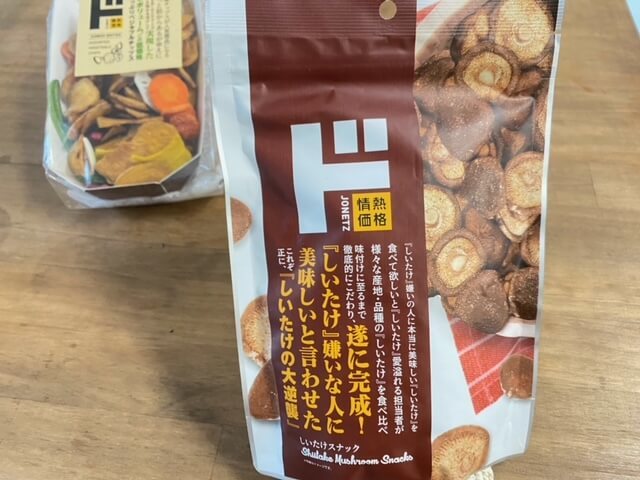 ド
JONETZ
情熱価格
『しいたけ』嫌いの人に本当に美味しい『しいたけ』を
食べて欲しいと『しいたけ』愛溢れる担当者が
様々な産地・品種の『しいたけ』を食べ比べ
味付けに至るまで
徹底的にこだわり、
遂に完成!
『しいたけ』嫌いな人に
美味しいと言わせた
これぞ
正に、
『しいたけの大逆襲』
しいたけスナック
Shiitake Mushroom Snacks
ド